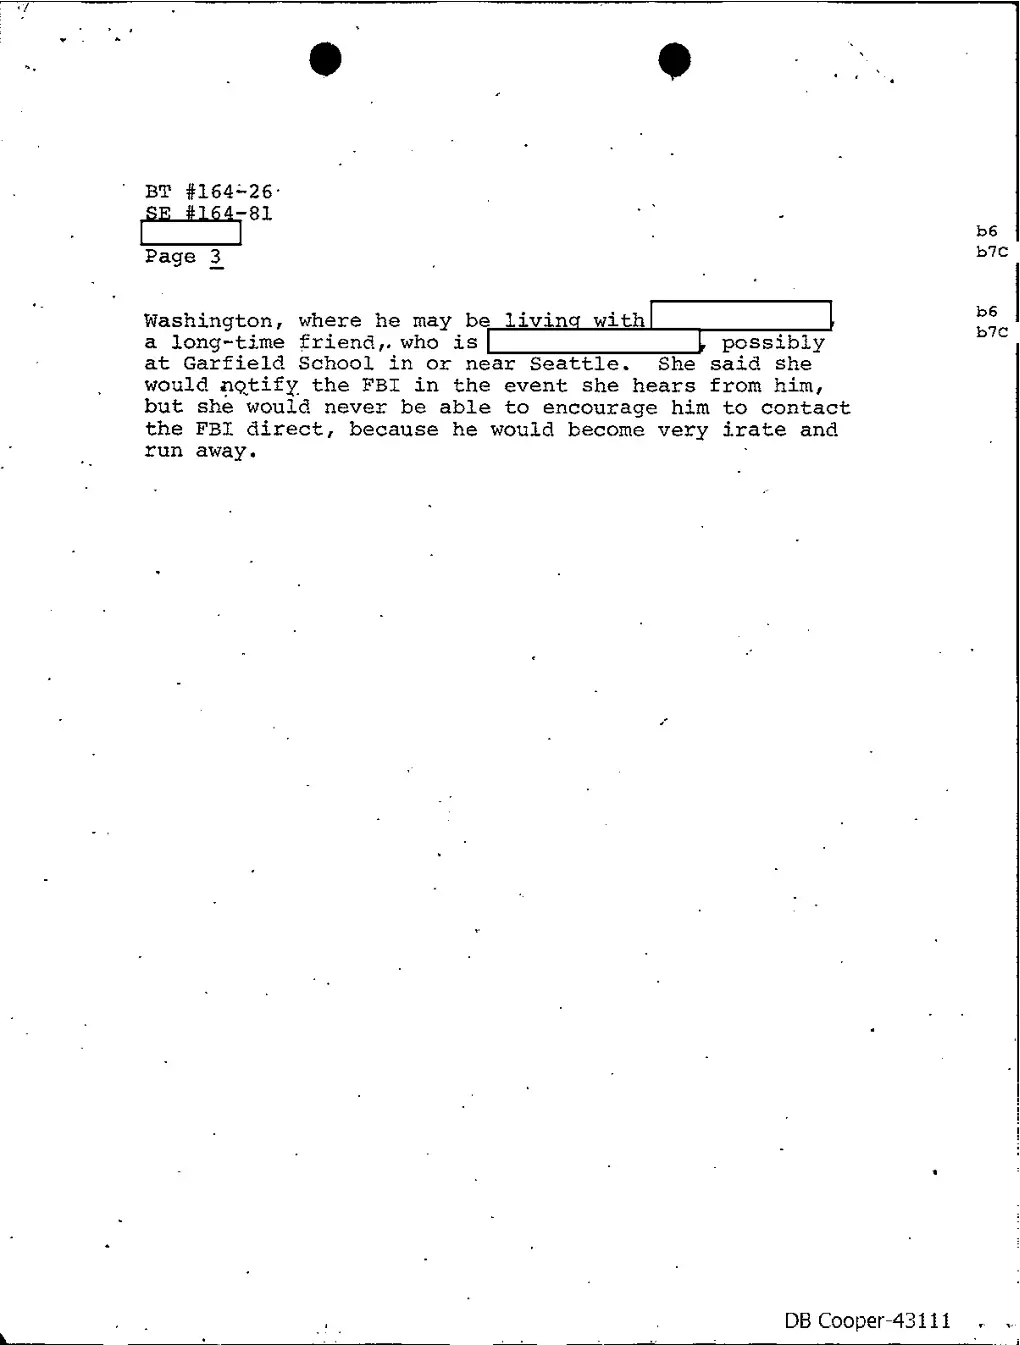 BT #164-26
SE #164-81
Page 3
b6
b7C
Washington, where he may be living with
b6
b7C
a long-time friend, who is , possibly
at Garfield School in or near Seattle. She said she
would notify the FBI in the event she hears from him,
but she would never be able to encourage him to contact
the FBI direct, because he would become very irate and
run away.
DB Cooper-43111